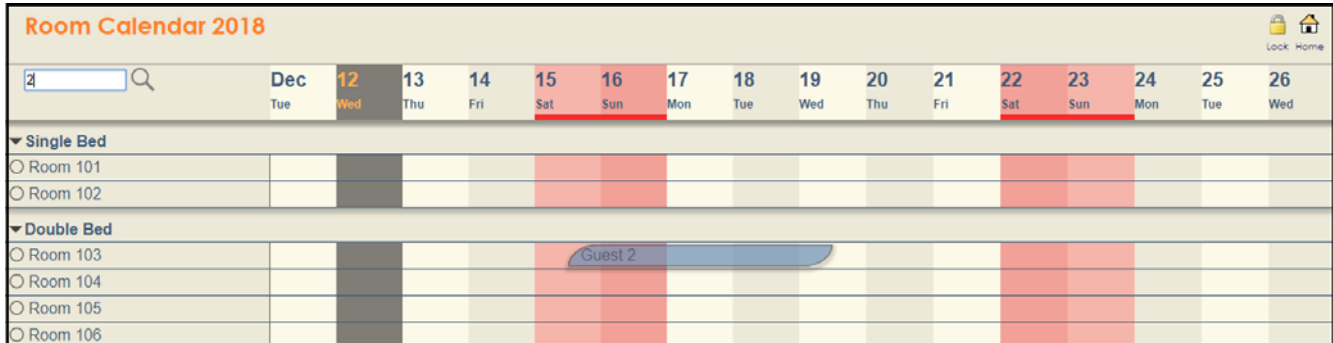 Room Calendar 2018
Lock Home
2
Dec 12 13 14 15 16 17 18 19 20 21 22 23 24 25 26
Tue Wed Thu Fri Sat Sun Mon Tue Wed Thu Fri Sat Sun Mon Tue Wed
Single Bed
Room 101
Room 102
Double Bed
Room 103 Guest 2
Room 104
Room 105
Room 106